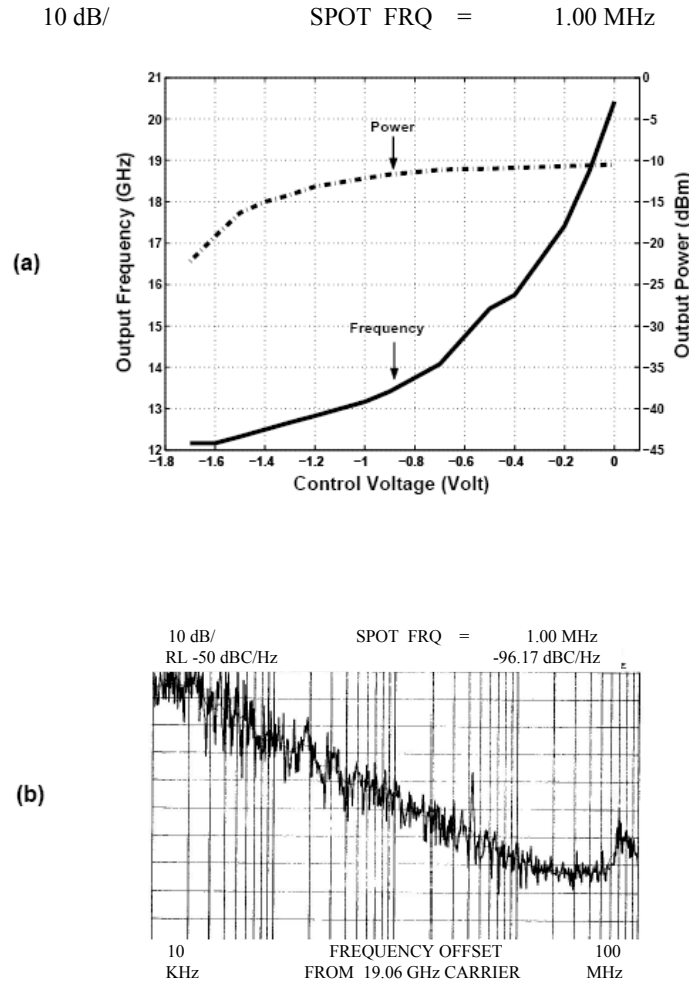 10 dB/ SPOT FRQ = 1.00 MHz
21 0
20 −5
19 −10
18 −15
17 −20
16 −25
15 −30
14 −35
13 −40
12 −45
Power
Frequency
Output Frequency (GHz)
Output Power (dBm)
(a)
−1.8 −1.6 −1.4 −1.2 −1 −0.8 −0.6 −0.4 −0.2 0
Control Voltage (Volt)
10 dB/ SPOT FRQ = 1.00 MHz
RL -50 dBC/Hz -96.17 dBC/Hz
E
(b)
10 FREQUENCY OFFSET 100
KHz FROM 19.06 GHz CARRIER MHz